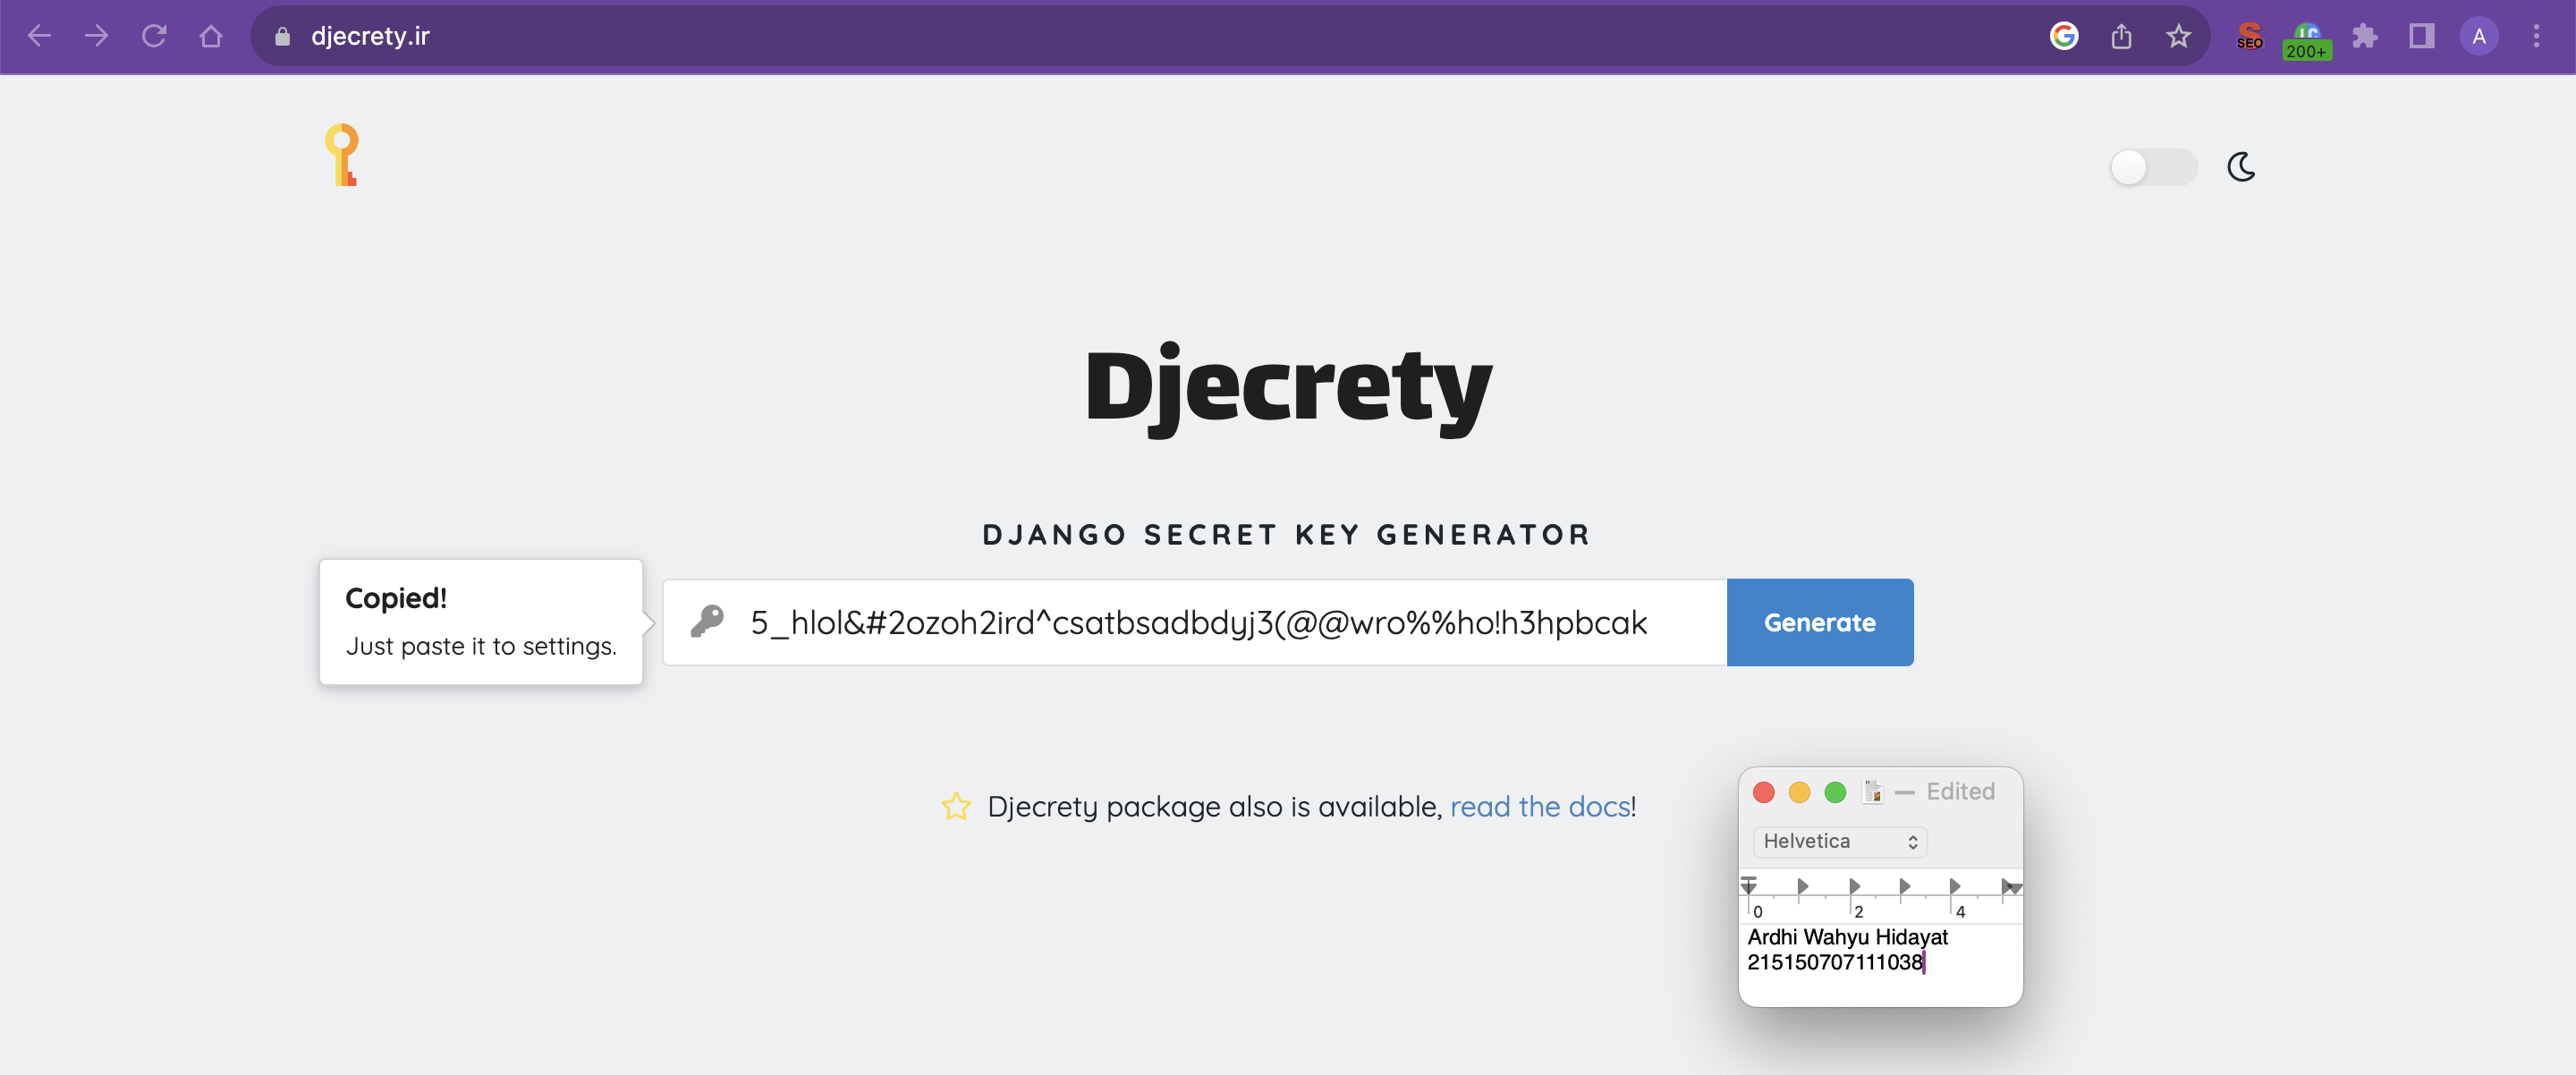 djecrety.ir
SEO
200+
A
Djecrety
DJANGO SECRET KEY GENERATOR
Copied!
Just paste it to settings.
5_hlol&#2ozoh2ird^csatbsadbdyj3(@@wro%%ho!h3hpbcak
Generate
Djecrety package also is available, read the docs!
— Edited
Helvetica
0 2 4
Ardhi Wahyu Hidayat
215150707111038